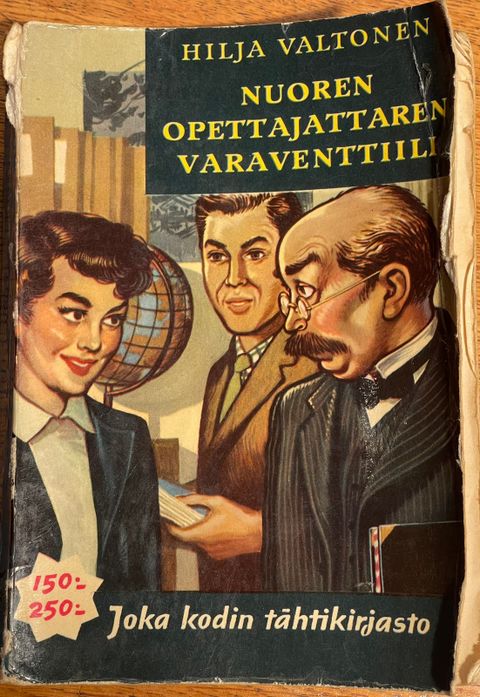 HILJA VALTONEN
NUOREN
OPETTAJATTAREN
VARAVENTTIILI
150:-
250:-
Joka kodin tähtikirjasto